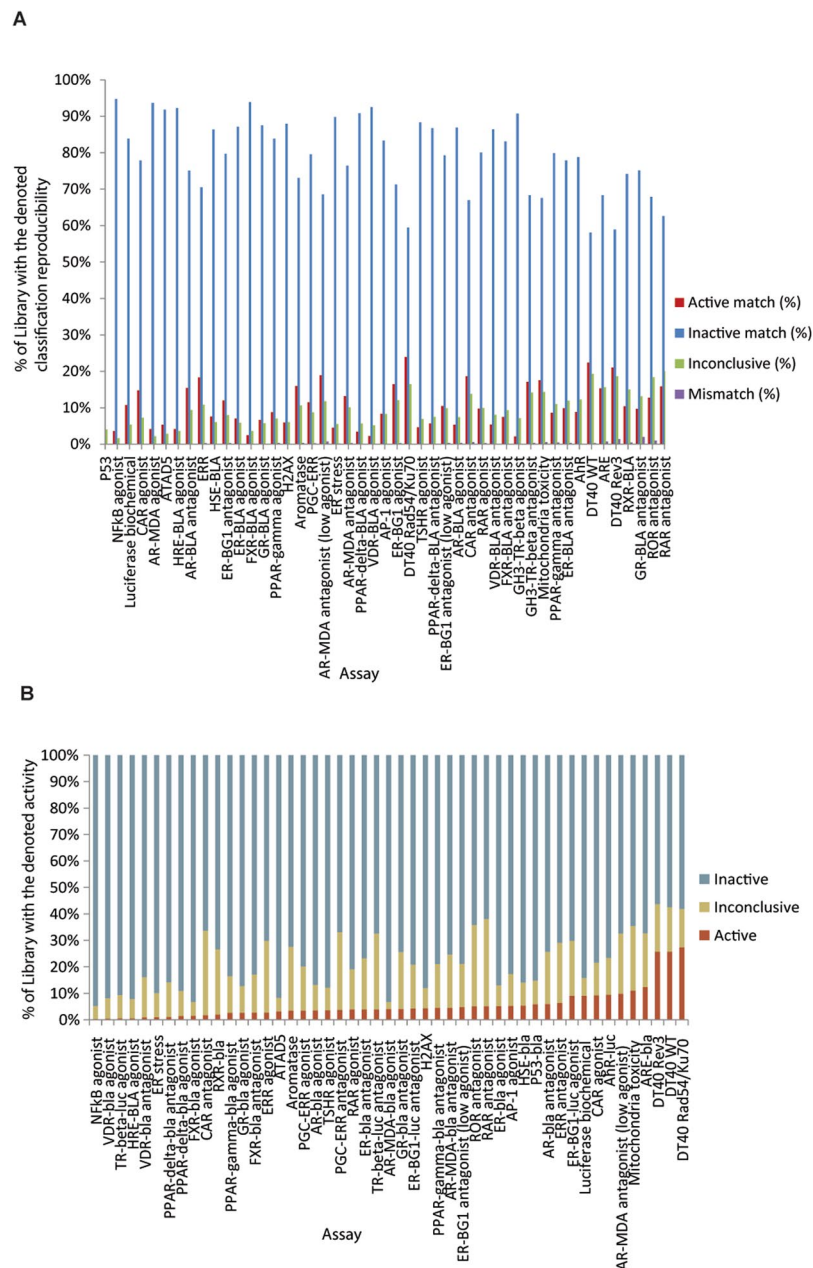 A
100%
90%
80%
70%
60%
50%
40%
30%
20%
10%
0%
% of Library with the denoted
classification reproducibility
Active match (%)
Inactive match (%)
Inconclusive (%)
Mismatch (%)
P53
NFkB agonist
Luciferase biochemical
CAR agonist
AR-MDA agonist
ATAD5
HRE-BLA agonist
AR-BLA antagonist
ERR
HSE-BLA
ER-BG1 antagonist
ER-BLA agonist
FXR-BLA agonist
GR-BLA agonist
PPAR-gamma agonist
H2AX
Aromatase
PGC-ERR
AR-MDA antagonist (low agonist)
ER stress
AR-MDA antagonist
PPAR-delta-BLA agonist
VDR-BLA agonist
AP-1 agonist
ER-BG1 agonist
DT40 Rad54/Ku70
TSHR agonist
PPAR-delta-BLA antagonist
ER-BG1 antagonist (low agonist)
AR-BLA agonist
CAR antagonist
RAR agonist
VDR-BLA antagonist
FXR-BLA antagonist
GH3-TR-beta agonist
GH3-TR-beta antagonist
Mitochondria toxicity
PPAR-gamma antagonist
ER-BLA antagonist
AhR
DT40 WT
ARE
DT40 Rev3
RXR-BLA
GR-BLA antagonist
ROR antagonist
RAR antagonist
Assay
B
100%
90%
80%
70%
60%
50%
40%
30%
20%
10%
0%
% of Library with the denoted activity
Inactive
Inconclusive
Active
NFkB agonist
VDR-bla agonist
TR-beta-luc agonist
HRE-BLA agonist
VDR-bla antagonist
ER stress
PPAR-delta-bla antagonist
PPAR-delta-bla agonist
FXR-bla agonist
CAR antagonist
RXR-bla
PPAR-gamma-bla agonist
GR-bla agonist
FXR-bla antagonist
ERR agonist
ATAD5
Aromatase
PGC-ERR agonist
AR-bla agonist
TSHR agonist
PGC-ERR antagonist
RAR agonist
ER-bla antagonist
TR-beta-luc antagonist
AR-MDA-bla agonist
GR-bla antagonist
ER-BG1-luc antagonist
H2AX
PPAR-gamma-bla antagonist
AR-MDA-bla antagonist
ER-BG1 antagonist (low agonist)
ROR antagonist
RAR antagonist
ER-bla agonist
AP-1 agonist
HSE-bla
P53-bla
AR-bla antagonist
ERR antagonist
ER-BG1-luc agonist
Luciferase biochemical
CAR agonist
AhR-luc
AR-MDA antagonist (low agonist)
Mitochondria toxicity
ARE-bla
DT40 Rev3
DT40 WT
DT40 Rad54/Ku70
Assay